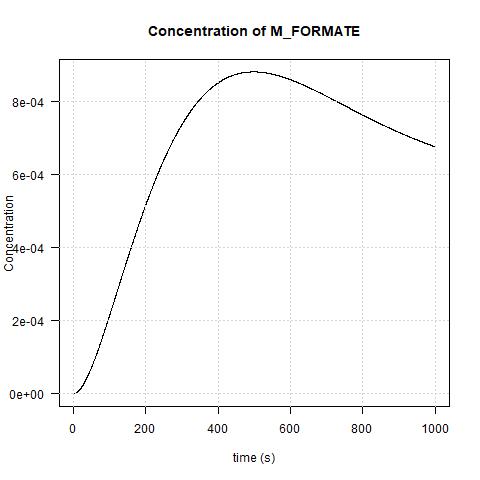 Concentration of M_FORMATE
Concentration
8e-04
6e-04
4e-04
2e-04
0e+00
0 200 400 600 800 1000
time (s)